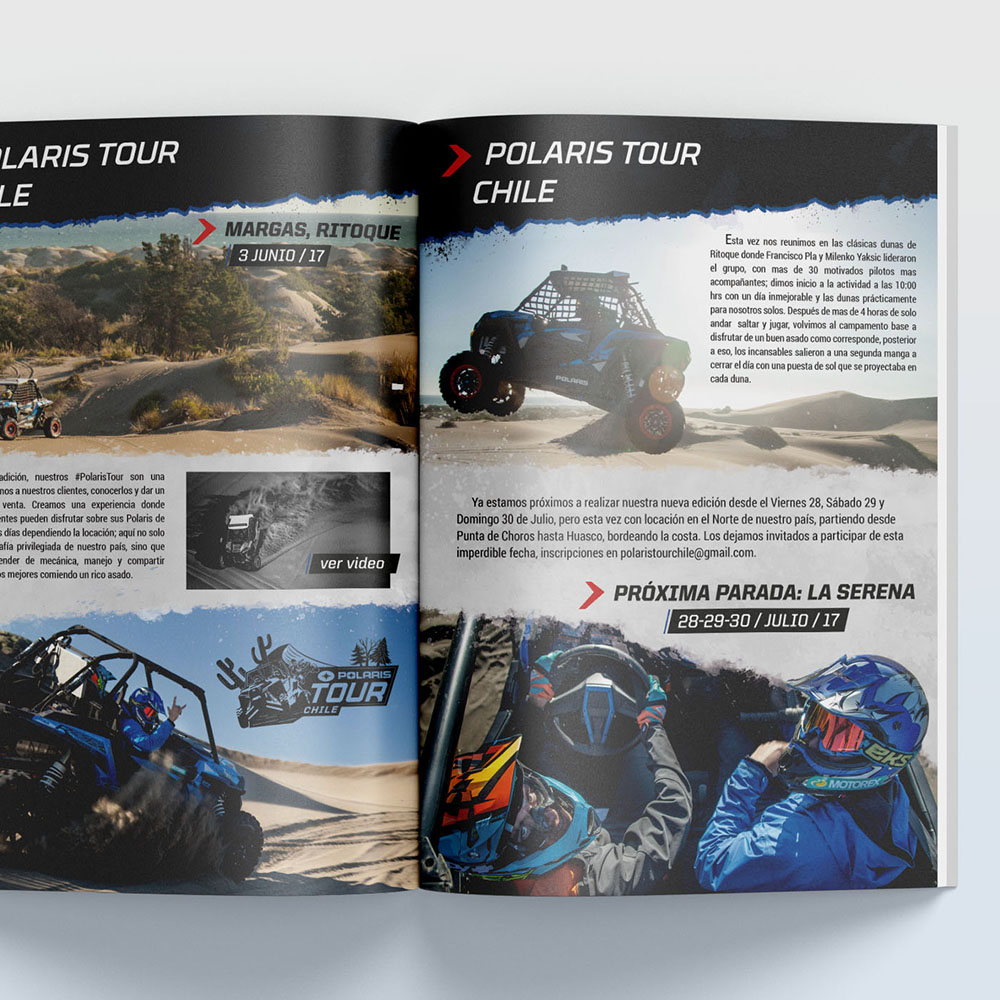 OLARIS TOUR
LE
MARGAS, RITOQUE
3 JUNIO / 17
adición, nuestros #PolarisTour son una
mos a nuestros clientes, conocerlos y dar un
venta. Creamos una experiencia donde
entes pueden disfrutar sobre sus Polaris de
s días dependiendo la locación; aquí no solo
afía privilegiada de nuestro país, sino que
ender de mecánica, manejo y compartir
os mejores comiendo un rico asado.
ver video
POLARIS
TOUR
CHILE
POLARIS TOUR
CHILE
Esta vez nos reunimos en las clásicas dunas de
Ritoque donde Francisco Pla y Milenko Yaksic lideraron
el grupo, con mas de 30 motivados pilotos mas
acompañantes; dimos inicio a la actividad a las 10:00
hrs con un día inmejorable y las dunas prácticamente
para nosotros solos. Después de mas de 4 horas de solo
andar saltar y jugar, volvimos al campamento base a
disfrutar de un buen asado como corresponde, posterior
a eso, los incansables salieron a una segunda manga a
cerrar el día con una puesta de sol que se proyectaba en
cada duna.
POLARIS
Ya estamos próximos a realizar nuestra nueva edición desde el Viernes 28, Sábado 29 y
Domingo 30 de Julio, pero esta vez con locación en el Norte de nuestro país, partiendo desde
Punta de Choros hasta Huasco, bordeando la costa. Los dejamos invitados a participar de esta
imperdible fecha, inscripciones en polaristourchile@gmail.com.
PRÓXIMA PARADA: LA SERENA
28-29-30 / JULIO / 17
EKS
MOTOREX